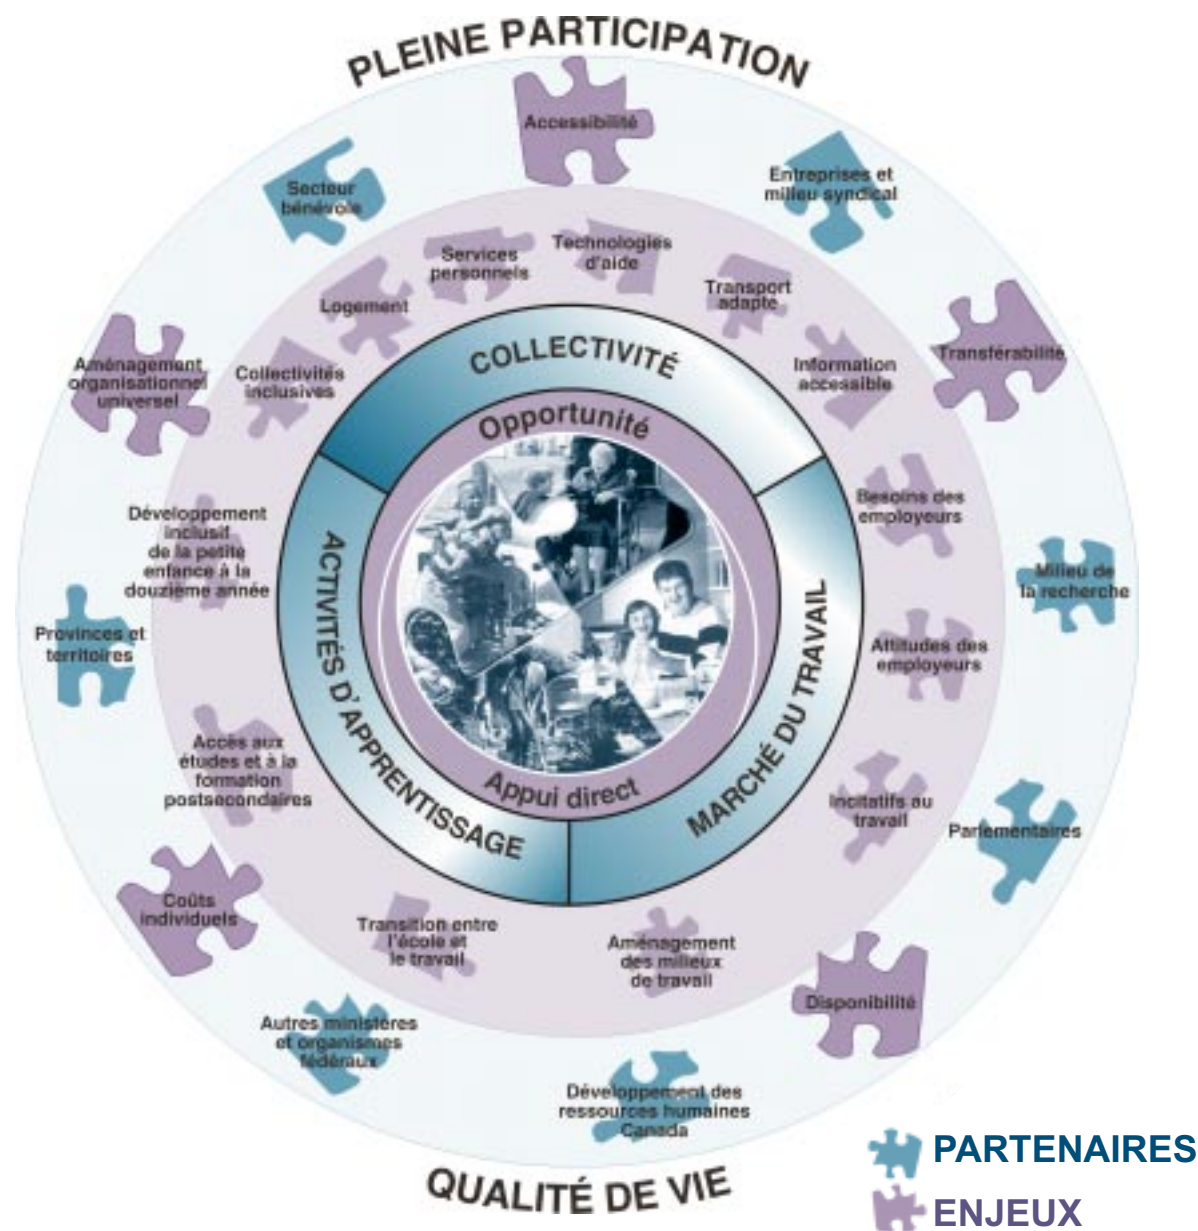 PLEINE PARTICIPATION
Accessibilité
Entreprises et
milieu syndical
Transférabilité
Milieu de
la recherche
Parlementaires
Disponibilité
Développement des
ressources humaines
Canada
Autres ministères
et organismes
fédéraux
Coûts
individuels
Provinces et
territoires
Aménagement
organisationnel
universel
Secteur
bénévole
Technologies
d'aide
Transport
adapte
Information
accessible
Besoins des
employeurs
Attitudes des
employeurs
Incitatifs au
travail
Aménagement
des milieux
de travail
Transition entre
l'école et
le travail
Accès aux
études et à la
formation
postsecondaires
Développement
inclusif
de la petite
enfance à la
douzième année
Collectivités
inclusives
Logement
Services
personnels
COLLECTIVITÉ
MARCHÉ DU TRAVAIL
ACTIVITÉS D'APPRENTISSAGE
Opportunité
Appui direct
QUALITÉ DE VIE
PARTENAIRES
ENJEUX